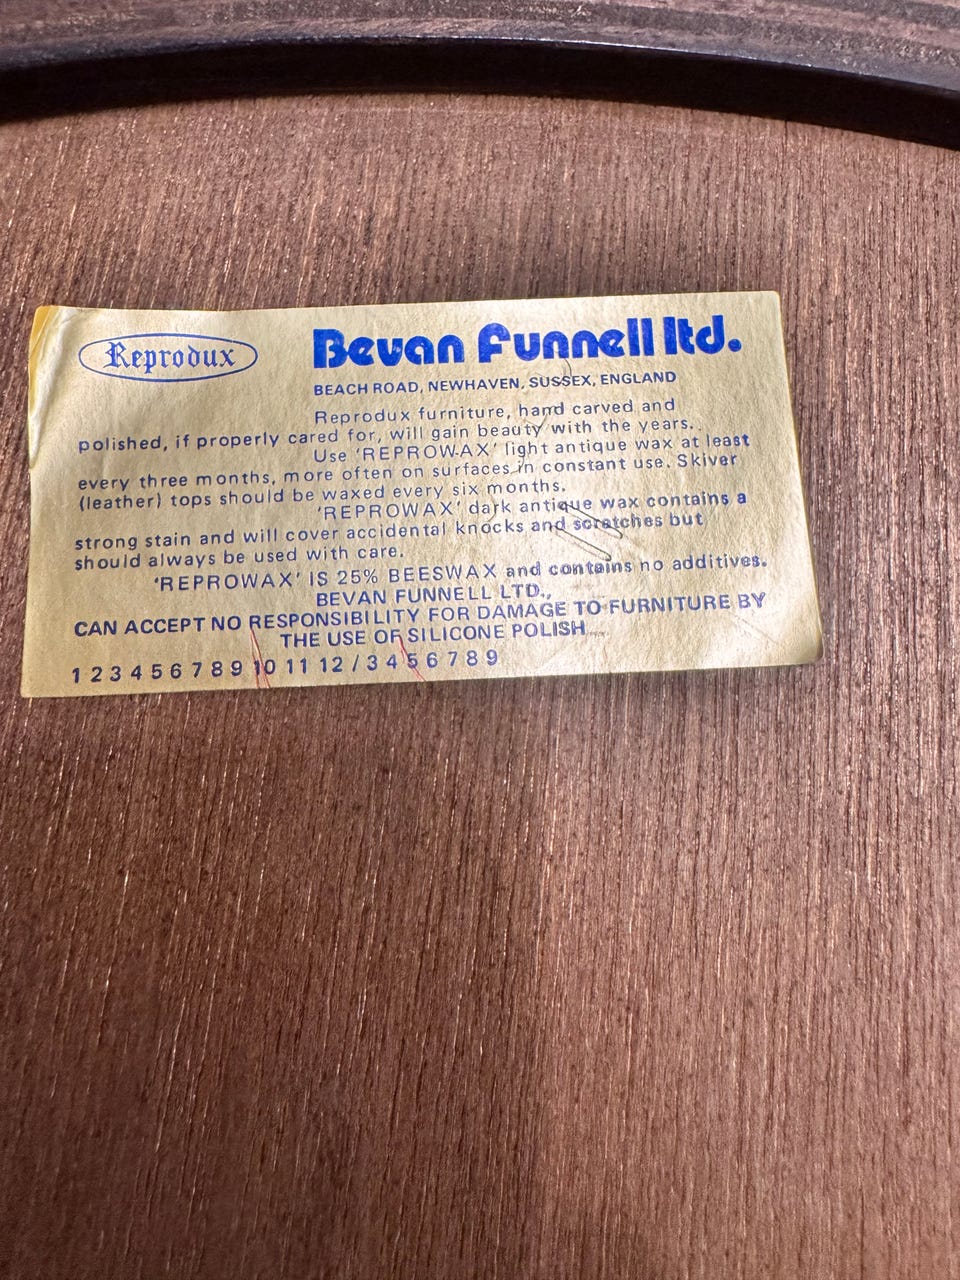 Reprodux
Bevan Funnell ltd.
BEACH ROAD, NEWHAVEN, SUSSEX, ENGLAND
Reprodux furniture, hand carved and
polished, if properly cared for, will gain beauty with the years.
Use 'REPROWAX' light antique wax at least
every three months, more often on surfaces in constant use. Skiver
(leather) tops should be waxed every six months.
'REPROWAX' dark antique wax contains a
strong stain and will cover accidental knocks and scratches but
should always be used with care.
'REPROWAX' IS 25% BEESWAX and contains no additives.
BEVAN FUNNELL LTD.,
CAN ACCEPT NO RESPONSIBILITY FOR DAMAGE TO FURNITURE BY
THE USE OF SILICONE POLISH
1 2 3 4 5 6 7 8 9 10 11 12 / 3 4 5 6 7 8 9